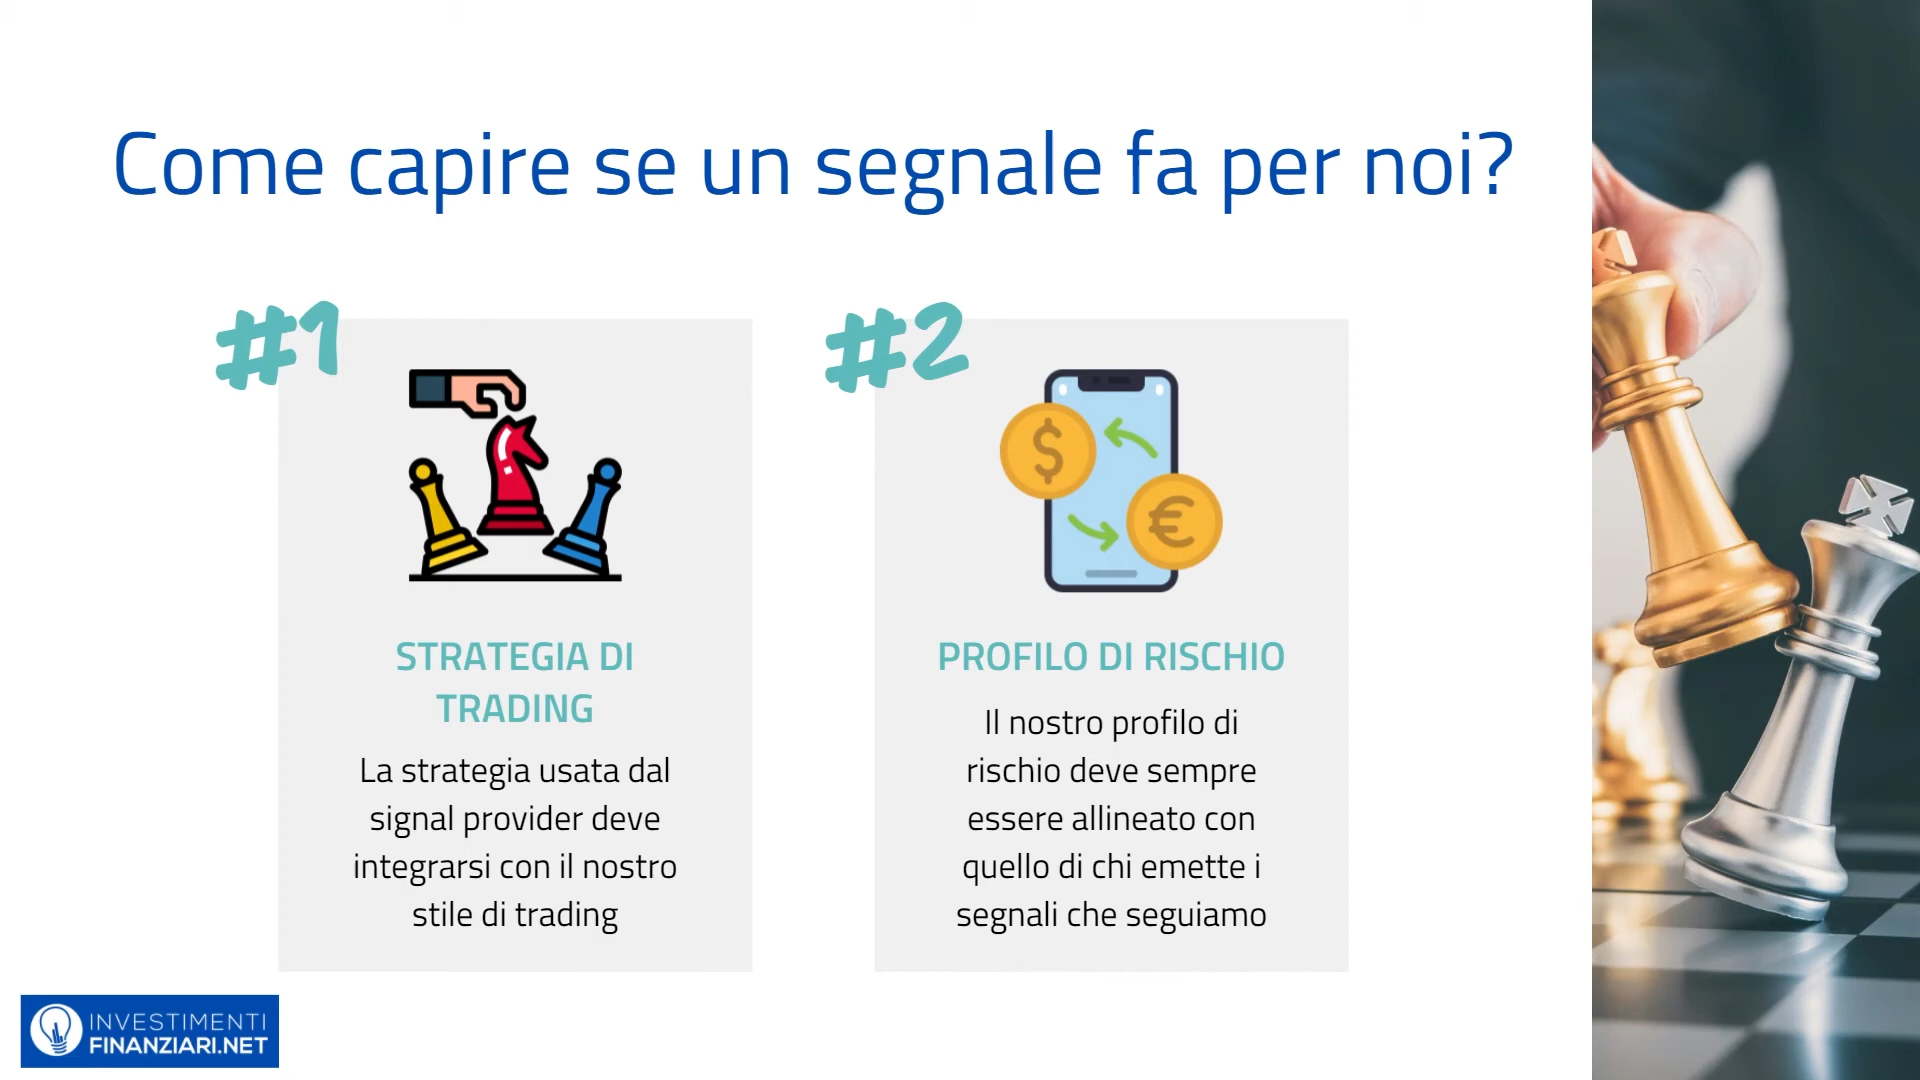 Come capire se un segnale fa per noi?
#1
STRATEGIA DI
TRADING
La strategia usata dal
signal provider deve
integrarsi con il nostro
stile di trading
#2
$
€
PROFILO DI RISCHIO
Il nostro profilo di
rischio deve sempre
essere allineato con
quello di chi emette i
segnali che seguiamo
INVESTIMENTI
FINANZIARI.NET